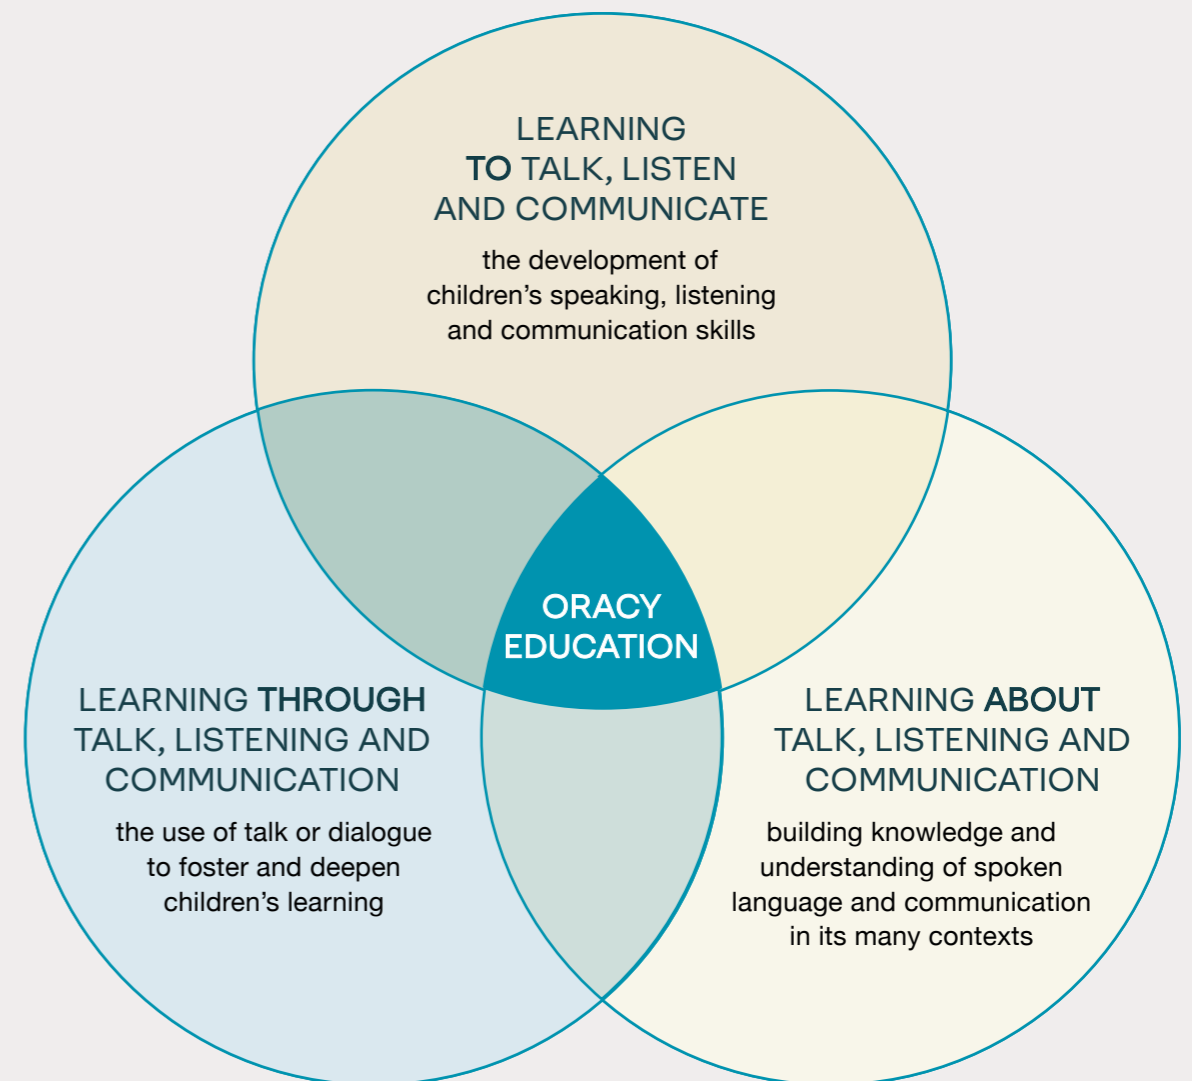 LEARNING
TO TALK, LISTEN
AND COMMUNICATE
the development of
children’s speaking, listening
and communication skills
ORACY
EDUCATION
LEARNING THROUGH
TALK, LISTENING AND
COMMUNICATION
the use of talk or dialogue
to foster and deepen
children’s learning
LEARNING ABOUT
TALK, LISTENING AND
COMMUNICATION
building knowledge and
understanding of spoken
language and communication
in its many contexts